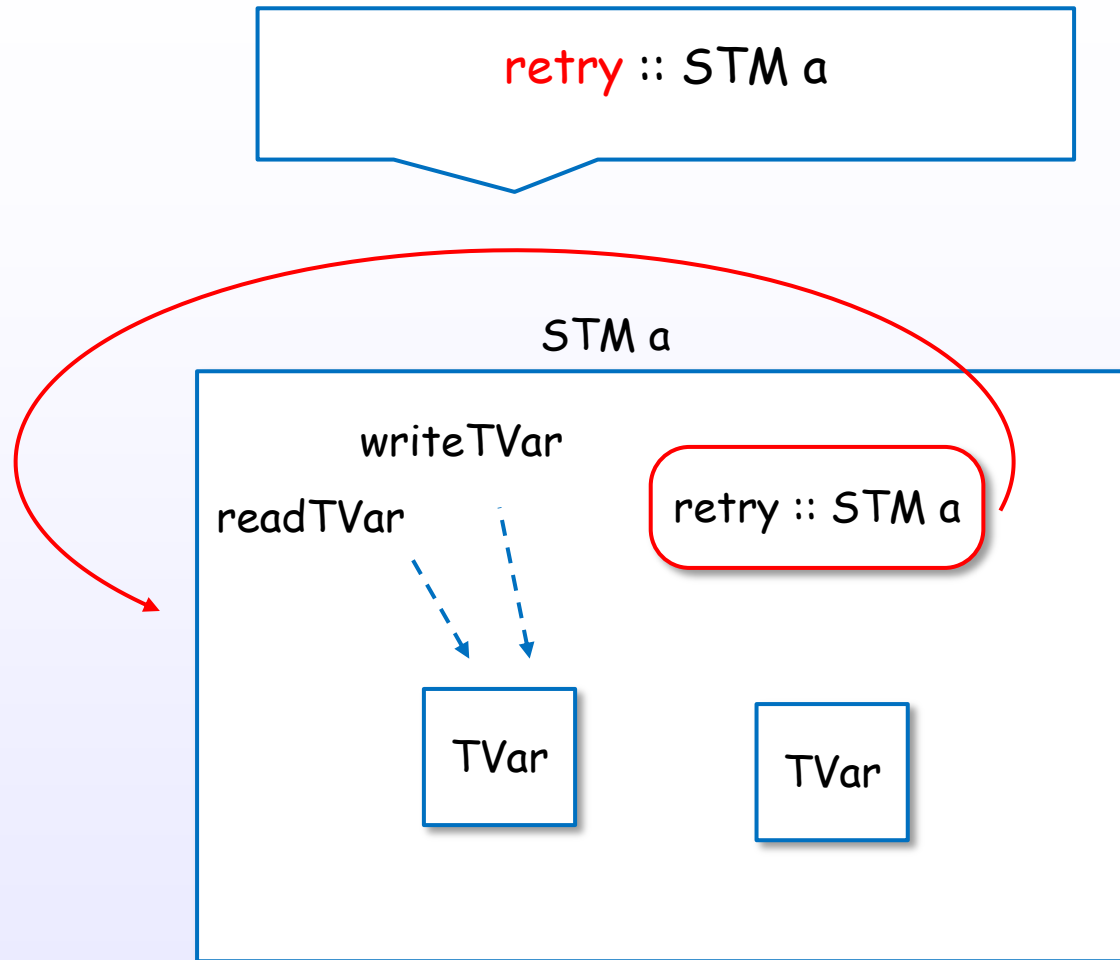 retry :: STM a
STM a
writeTVar
readTVar
retry :: STM a
TVar
TVar